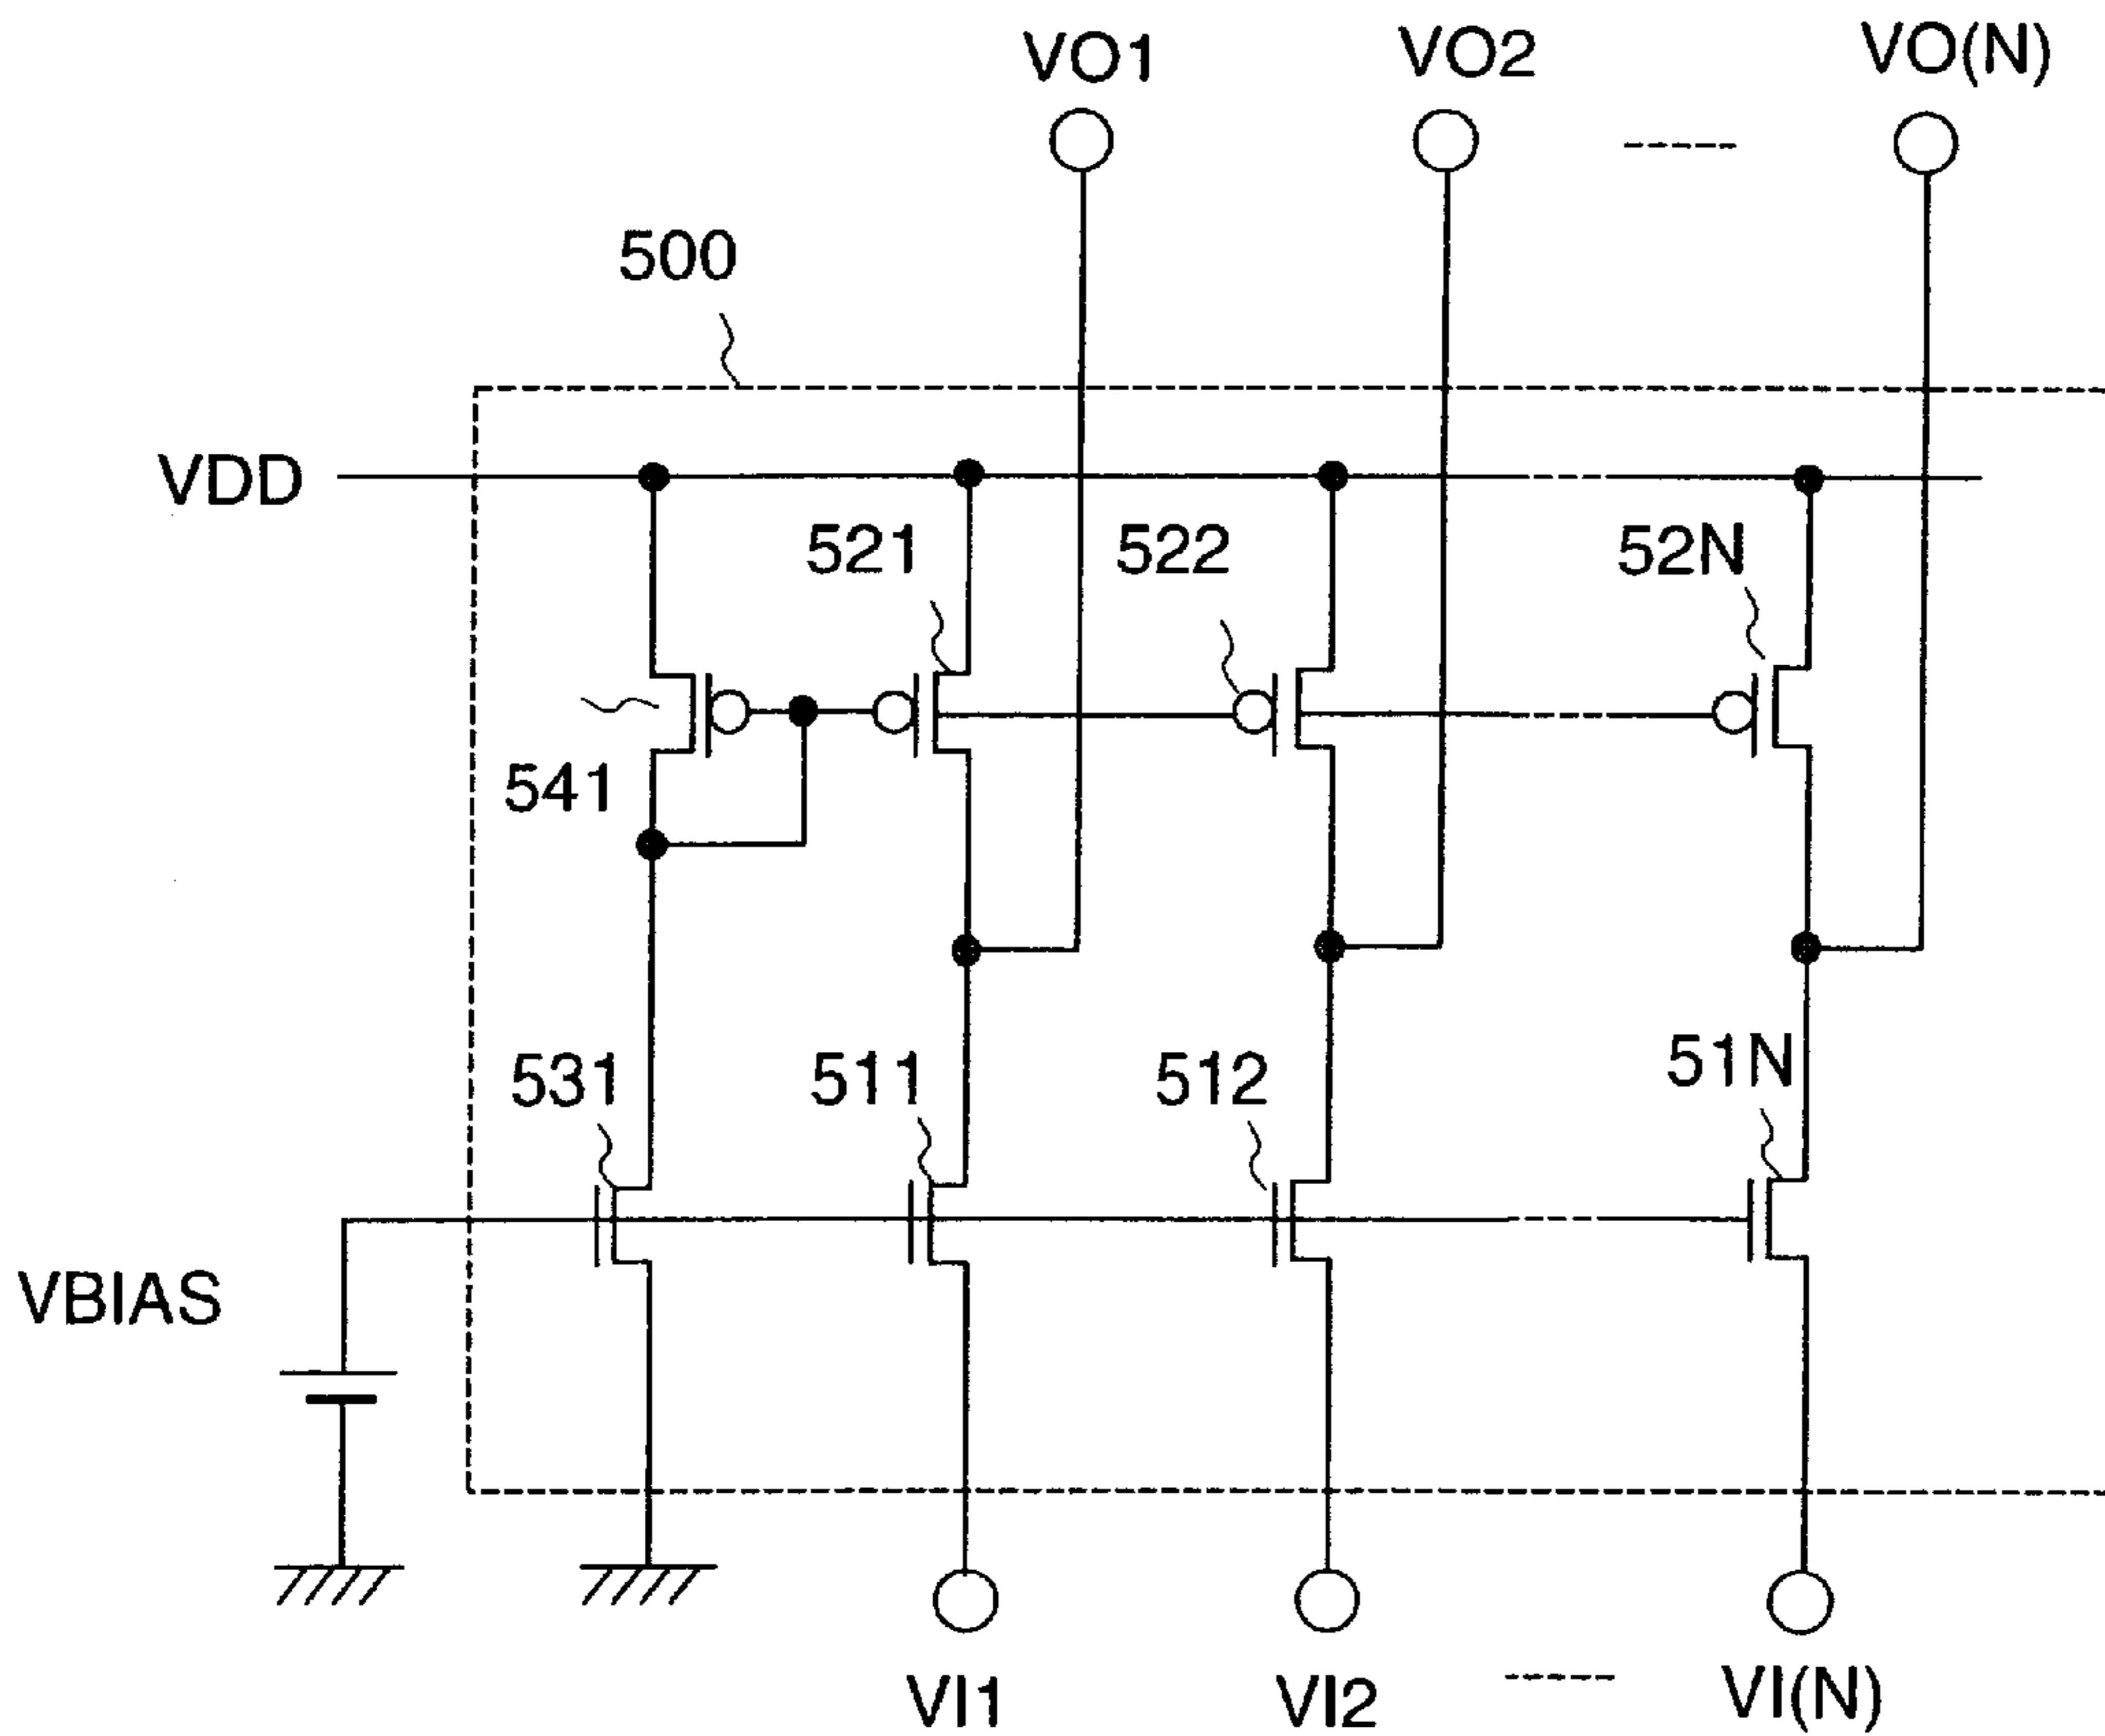 VO1 VO2 VO(N)
500
VDD
521 522 52N
541
531 511 512 51N
VBIAS
VI1 VI2 VI(N)